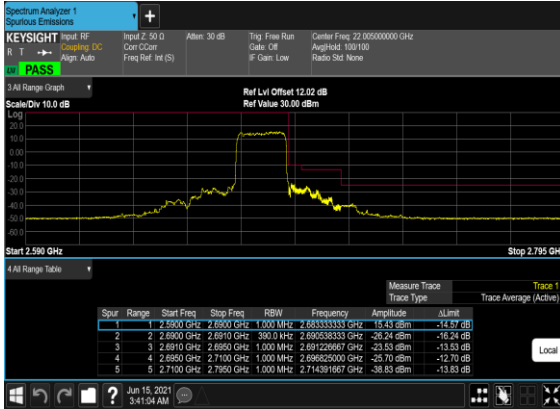 Spectrum Analyzer 1
Spurious Emissions
+
KEYSIGHT Input: RF Input Z: 50 Ω Atten: 30 dB Trig: Free Run Center Freq: 22.005000000 GHz
R T Coupling: DC Corr CCorr Gate: Off Avg|Hold: 100/100
Align: Auto Freq Ref: Int (S) IF Gain: Low Radio Std: None
PASS
3 All Range Graph
Ref Lvl Offset 12.02 dB
Scale/Div 10.0 dB Ref Value 30.00 dBm
Log
20.0
10.0
0.00
-10.0
-20.0
-30.0
-40.0
-50.0
-60.0
Start 2.590 GHz Stop 2.795 GH
4 All Range Table
Measure Trace Trace 1
Trace Type Trace Average (Active)
Spur Range Start Freq Stop Freq RBW Frequency Amplitude ΔLimit
1 1 2.5900 GHz 2.6900 GHz 1.000 MHz 2.683333333 GHz 15.43 dBm -14.57 dB
2 2 2.6900 GHz 2.6910 GHz 390.0 kHz 2.690538333 GHz -26.24 dBm -16.24 dB
3 3 2.6910 GHz 2.6950 GHz 1.000 MHz 2.691226667 GHz -23.53 dBm -13.53 dB
4 4 2.6950 GHz 2.7100 GHz 1.000 MHz 2.696825000 GHz -25.70 dBm -12.70 dB
5 5 2.7100 GHz 2.7950 GHz 1.000 MHz 2.714391667 GHz -38.83 dBm -13.83 dB
Local
?
Jun 15, 2021
3:41:04 AM